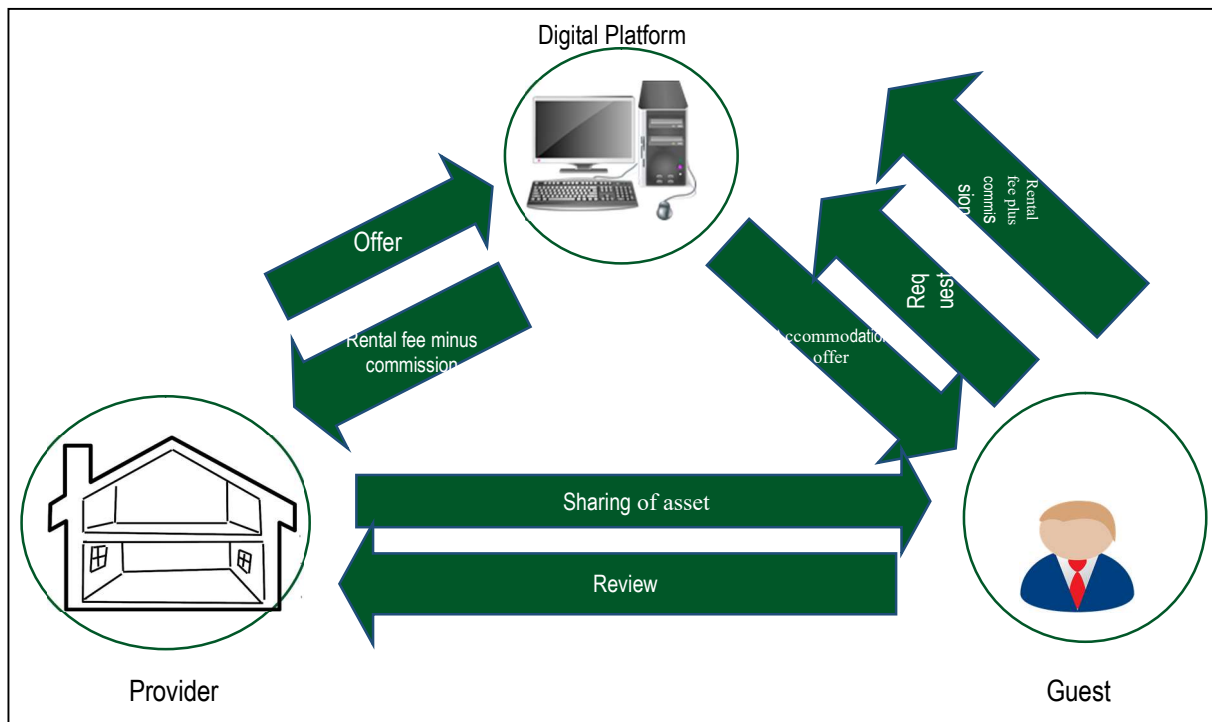 Digital Platform
Offer
Rental fee minus
commission
Rental
fee plus
commis
sion
Req
uest
Accommodation
offer
Sharing of asset
Review
Provider
Guest